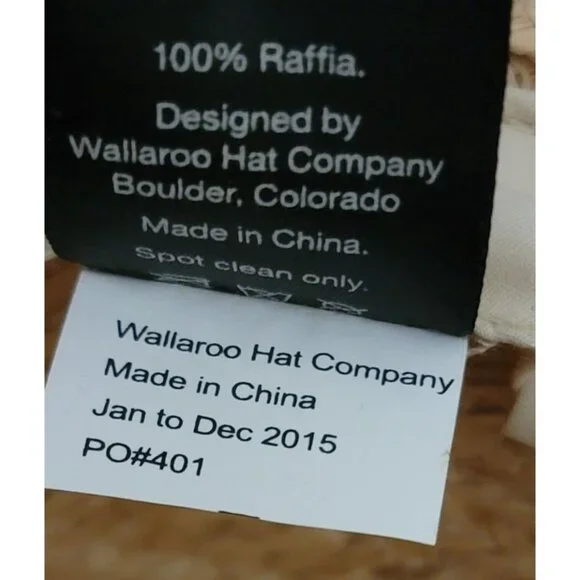 100% Raffia.
Designed by
Wallaroo Hat Company
Boulder, Colorado
Made in China.
Spot clean only.
Wallaroo Hat Company
Made in China
Jan to Dec 2015
PO#401